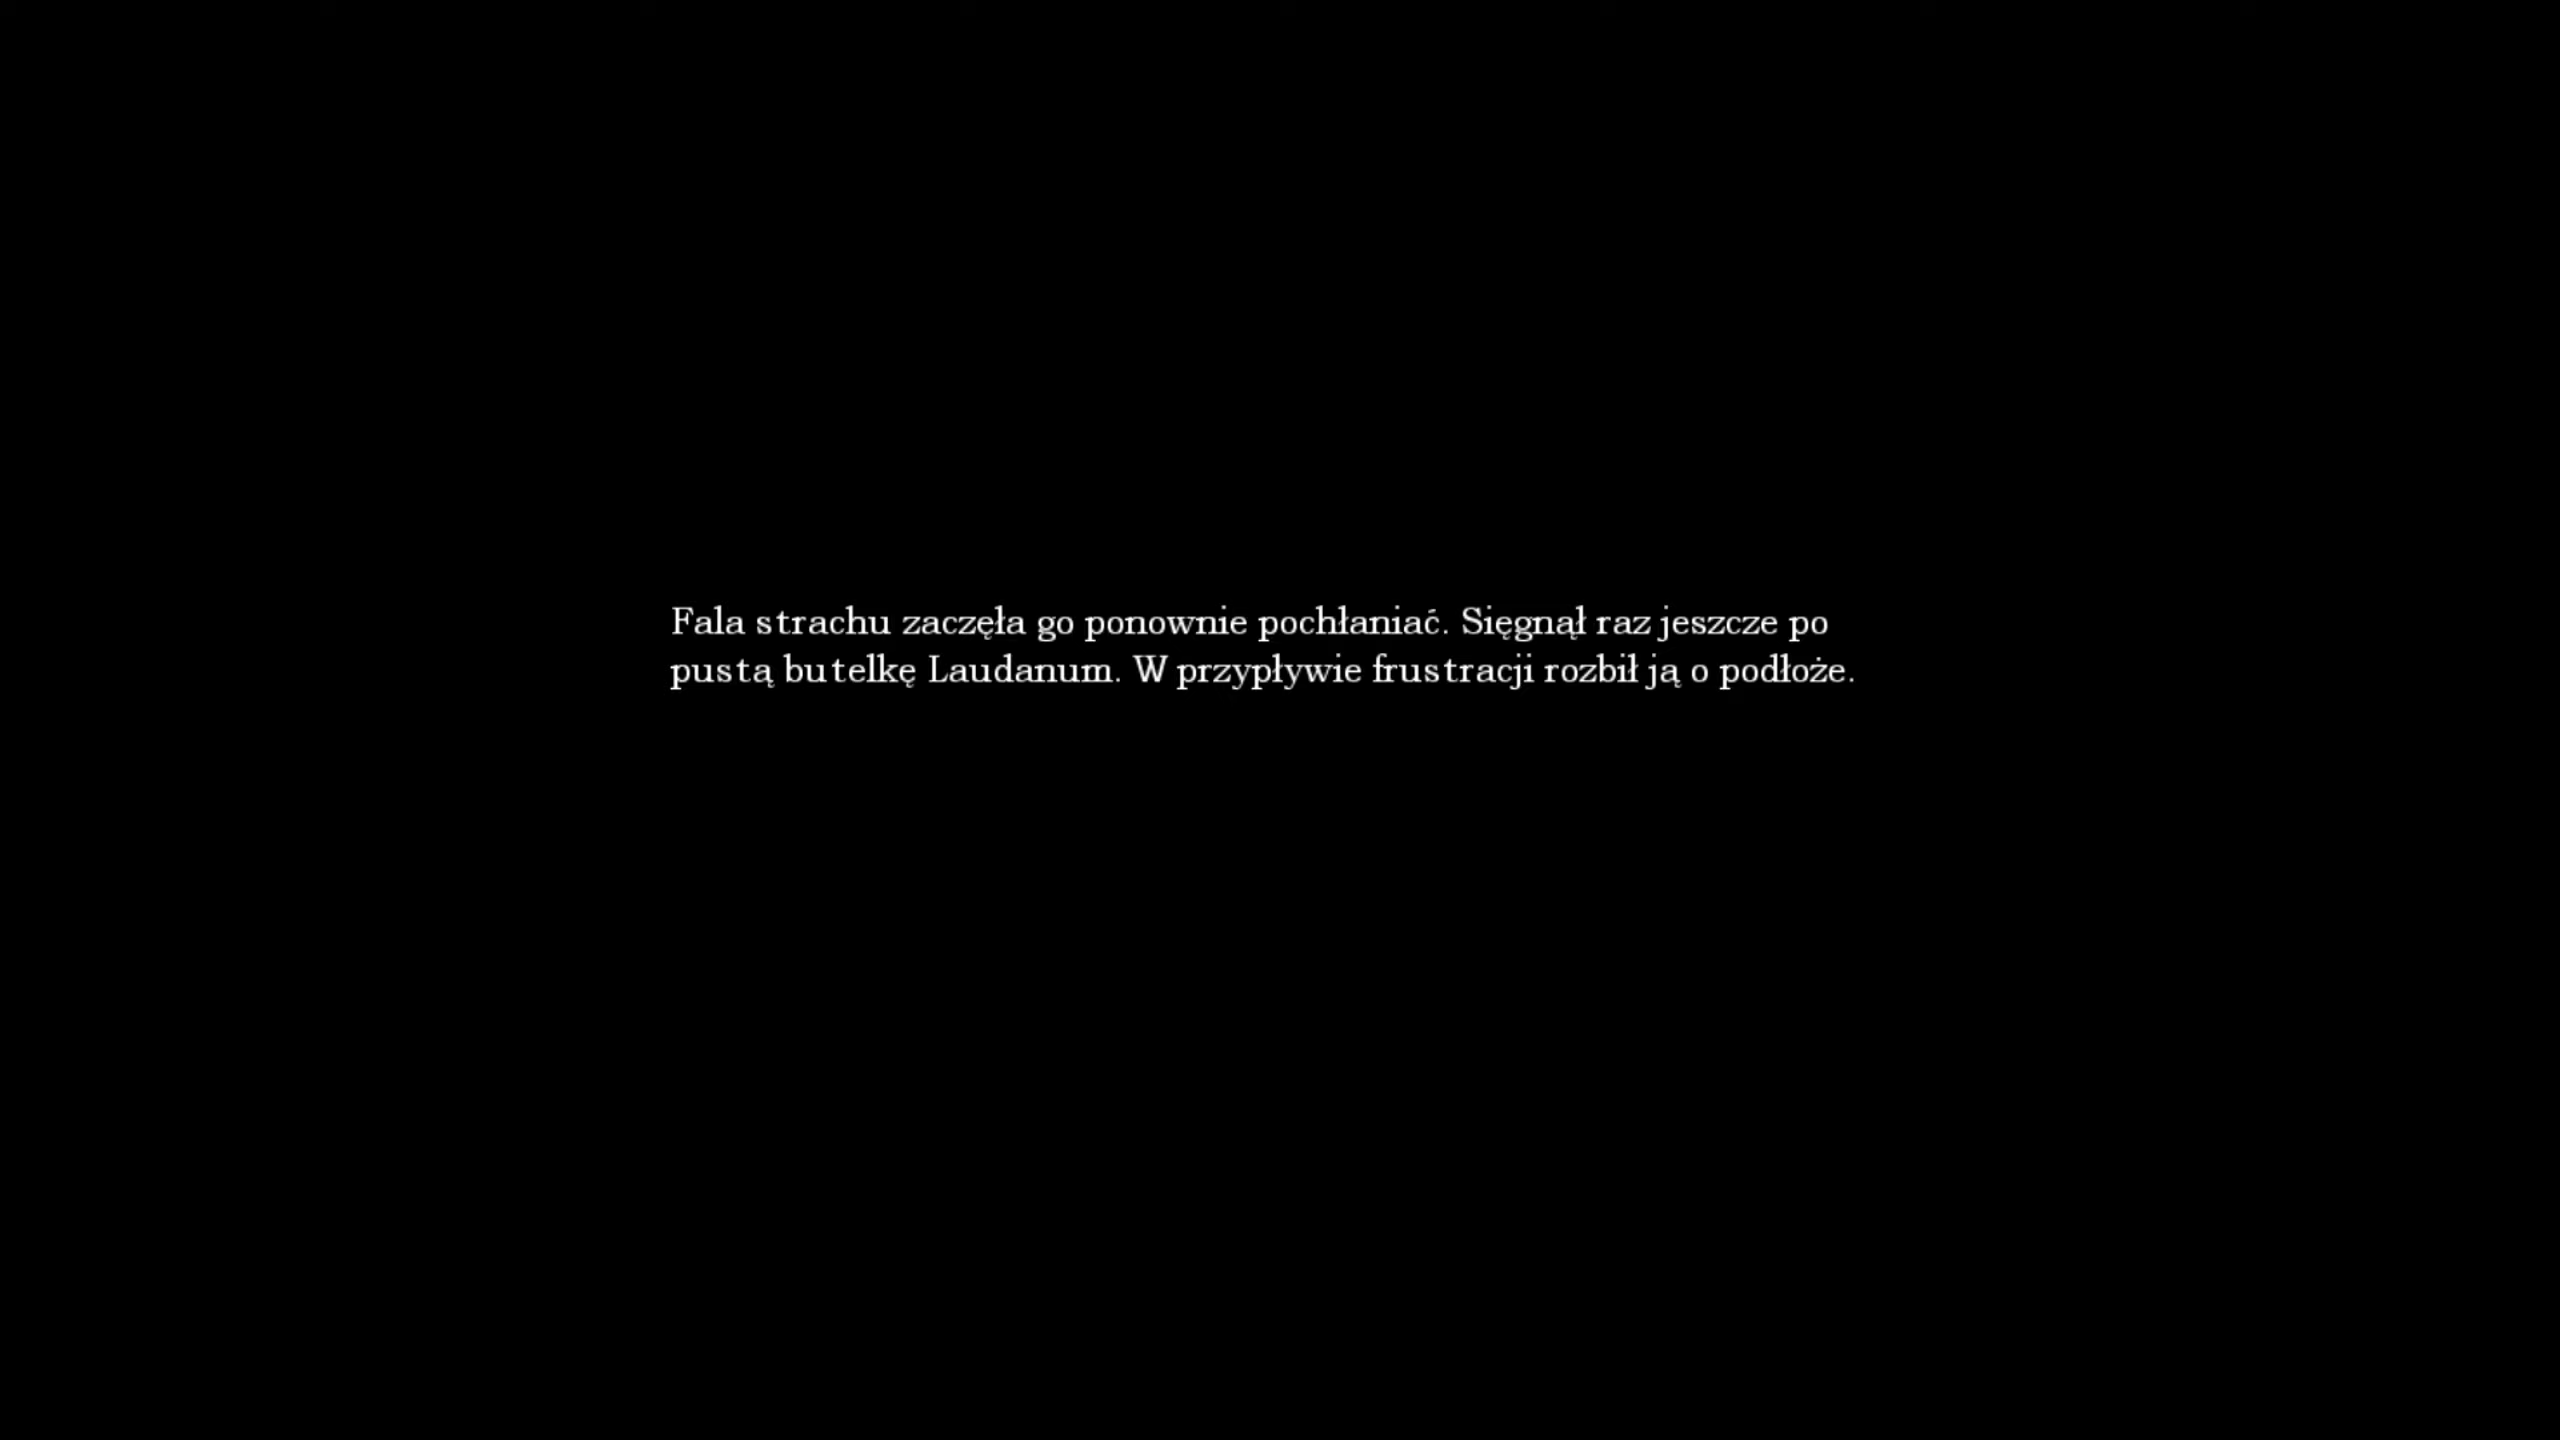 Fala strachu zaczęła go ponownie pochłaniać. Sięgnął raz jeszcze po
pustą butelkę Laudanum. W przypływie frustracji rozbił ją o podłoże.